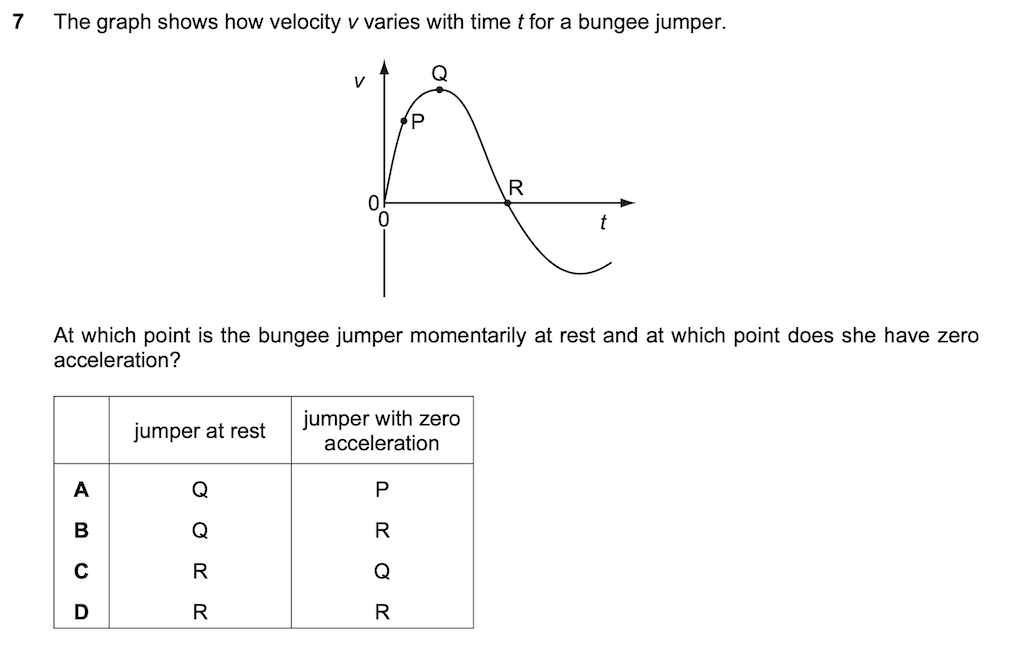 7 The graph shows how velocity v varies with time t for a bungee jumper.
v
Q
P
R
0
0
t
At which point is the bungee jumper momentarily at rest and at which point does she have zero
acceleration?
jumper at rest
jumper with zero
acceleration
A Q P
B Q R
C R Q
D R R